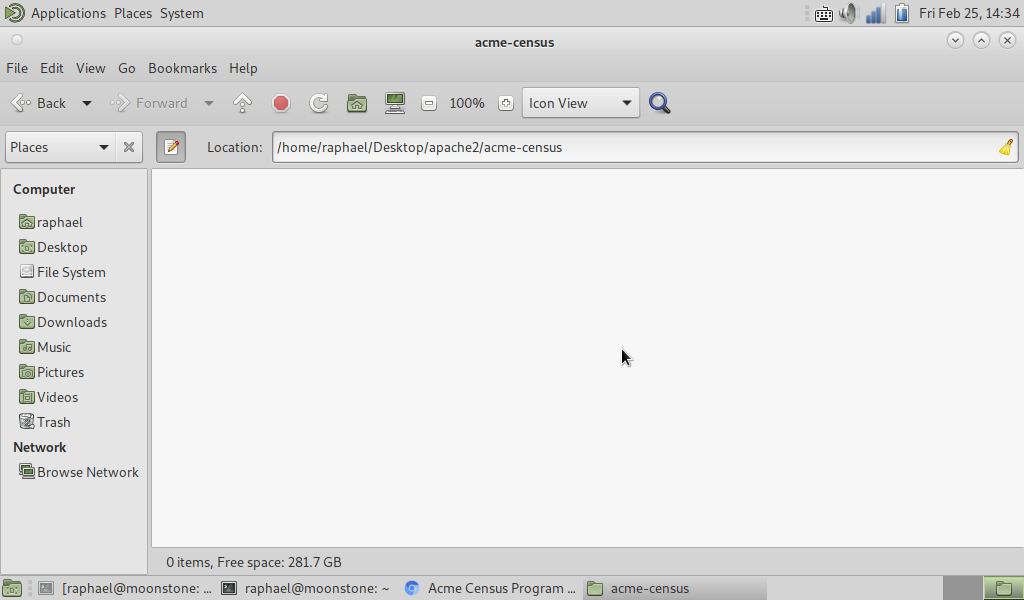 Applications Places System Fri Feb 25, 14:34
acme-census
File Edit View Go Bookmarks Help
Back Forward 100% Icon View
Places Location: /home/raphael/Desktop/apache2/acme-census
Computer
raphael
Desktop
File System
Documents
Downloads
Music
Pictures
Videos
Trash
Network
Browse Network
0 items, Free space: 281.7 GB
[raphael@moonstone: ... raphael@moonstone: ~ Acme Census Program ... acme-census